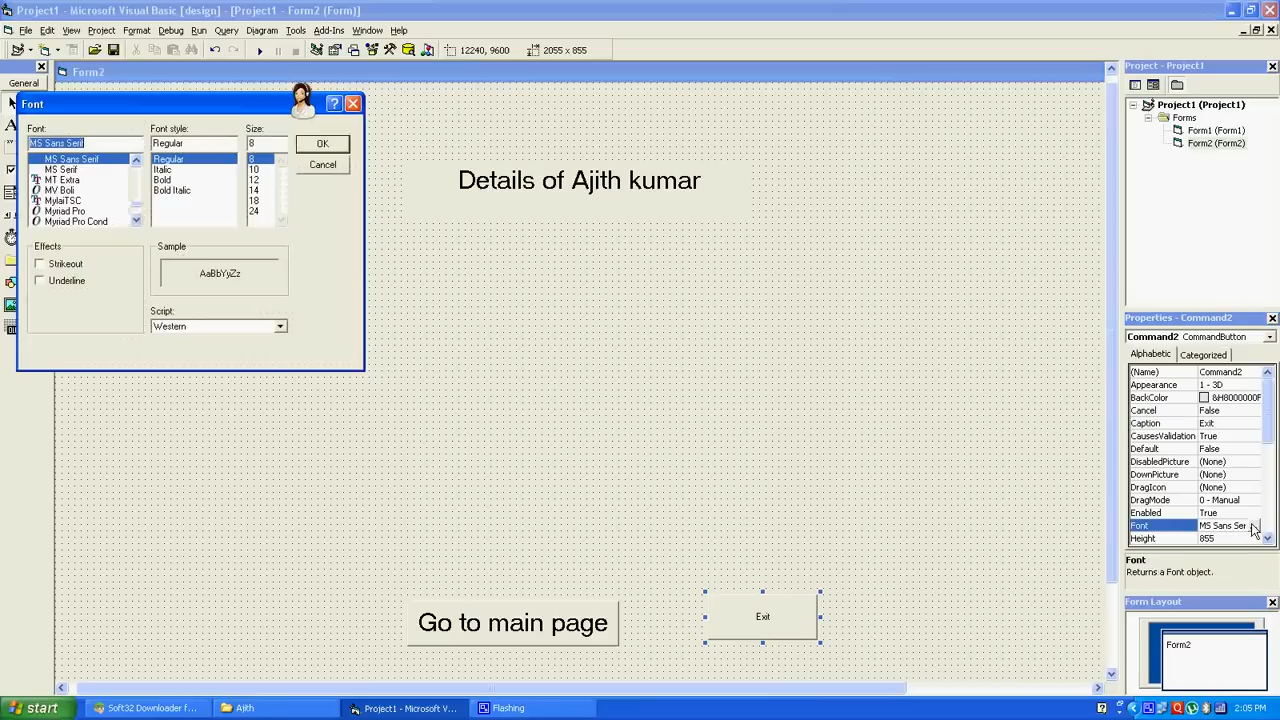 Project1 - Microsoft Visual Basic [design] - [Project1 - Form2 (Form)]
File Edit View Project Format Debug Run Query Diagram Tools Add-Ins Window Help
12240, 9600 2055 x 855
General
Form2
Font
Font: Font style: Size:
MS Sans Serif Regular 8 OK
MS Sans Serif Regular 8 Cancel
MS Serif Italic 10
MT Extra Bold 12
MV Boli Bold Italic 14
MylaiTSC 18
Myriad Pro 24
Myriad Pro Cond
Effects Sample
Strikeout
Underline
AaBbYyZz
Script:
Western
Details of Ajith kumar
Go to main page
Exit
Project - Project1
Project1 (Project1)
Forms
Form1 (Form1)
Form2 (Form2)
Properties - Command2
Command2 CommandButton
Alphabetic Categorized
(Name) Command2
Appearance 1 - 3D
BackColor &H8000000F
Cancel False
Caption Exit
CausesValidation True
Default False
DisabledPicture (None)
DownPicture (None)
DragIcon (None)
DragMode 0 - Manual
Enabled True
Font MS Sans Ser
Height 855
Font
Returns a Font object.
Form Layout
Form2
start Soft32 Downloader f... Ajith Project1 - Microsoft V... Flashing 2:05 PM